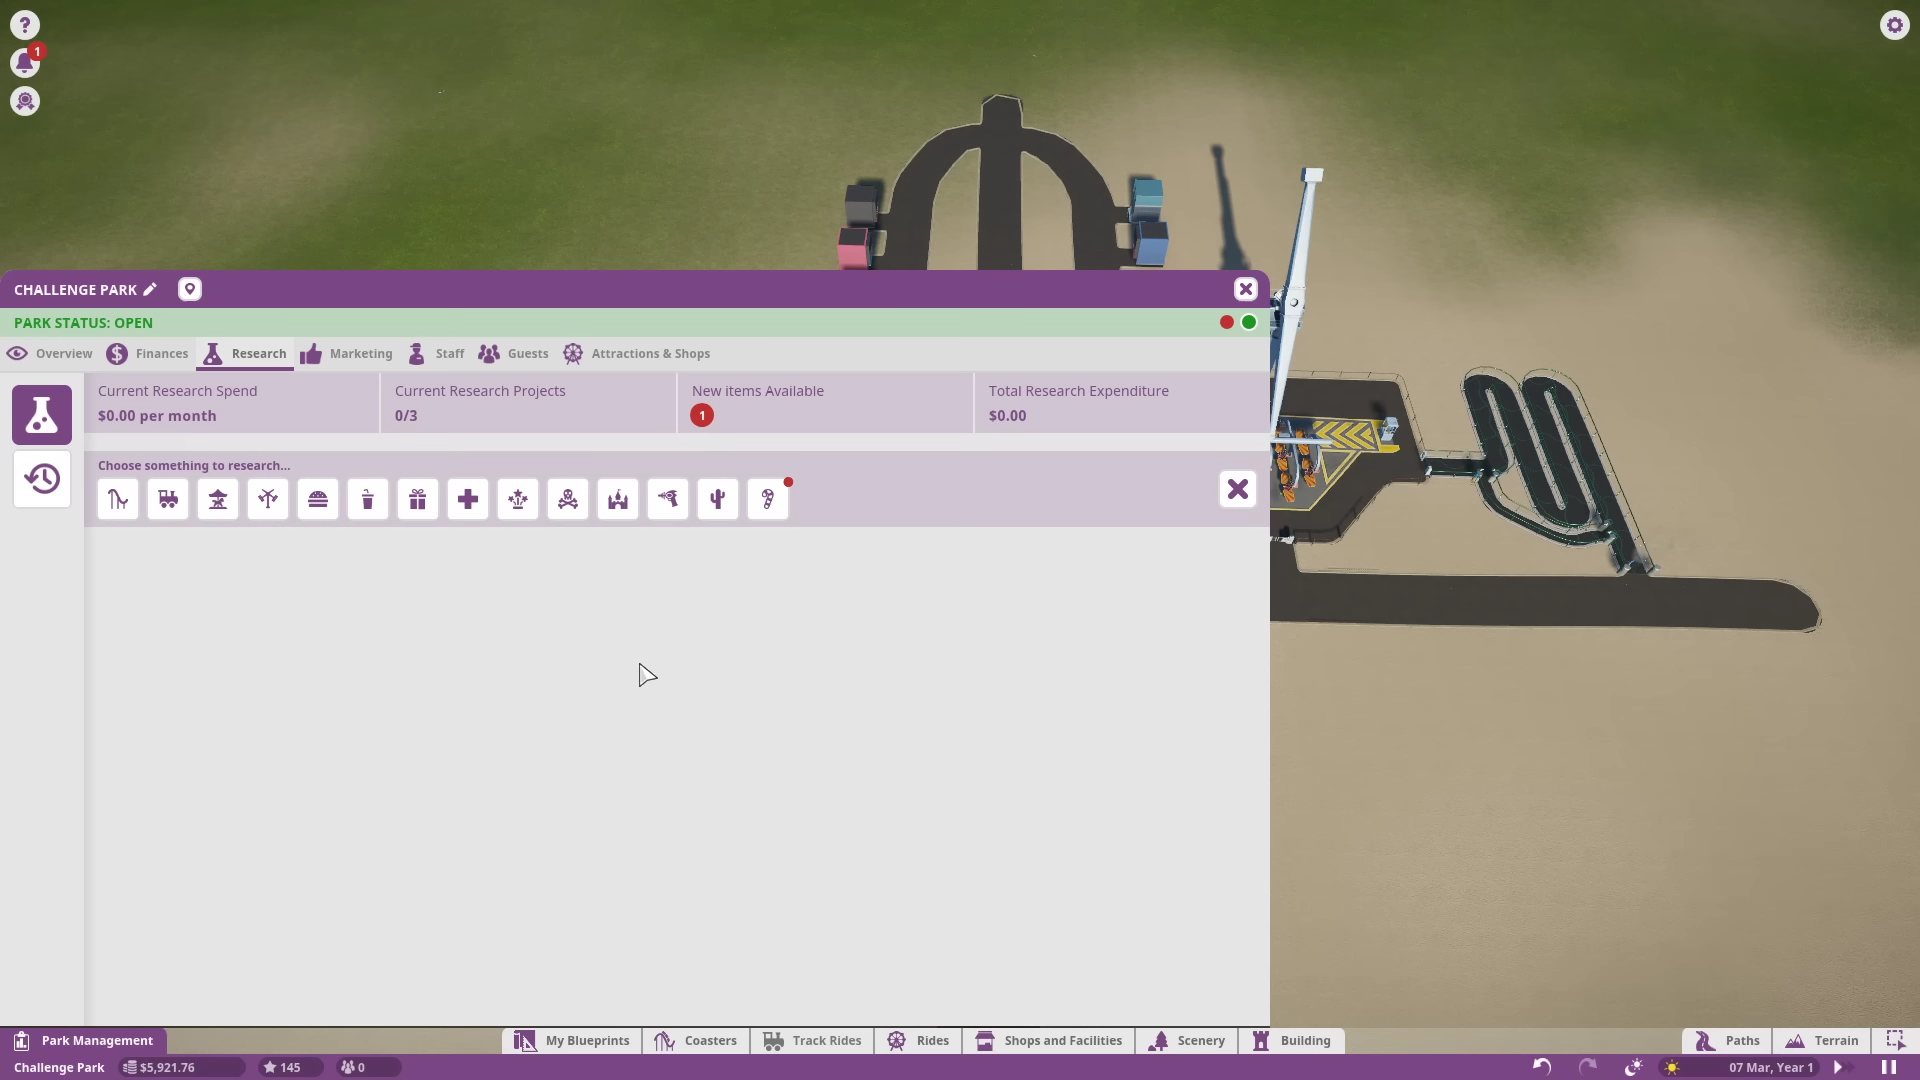 ?
1
CHALLENGE PARK
PARK STATUS: OPEN
Overview
Finances
Research
Marketing
Staff
Guests
Attractions & Shops
Current Research Spend
$0.00 per month
Current Research Projects
0/3
New items Available
1
Total Research Expenditure
$0.00
Choose something to research...
Park Management
My Blueprints
Coasters
Track Rides
Rides
Shops and Facilities
Scenery
Building
Paths
Terrain
Challenge Park
$5,921.76
145
0
07 Mar, Year 1